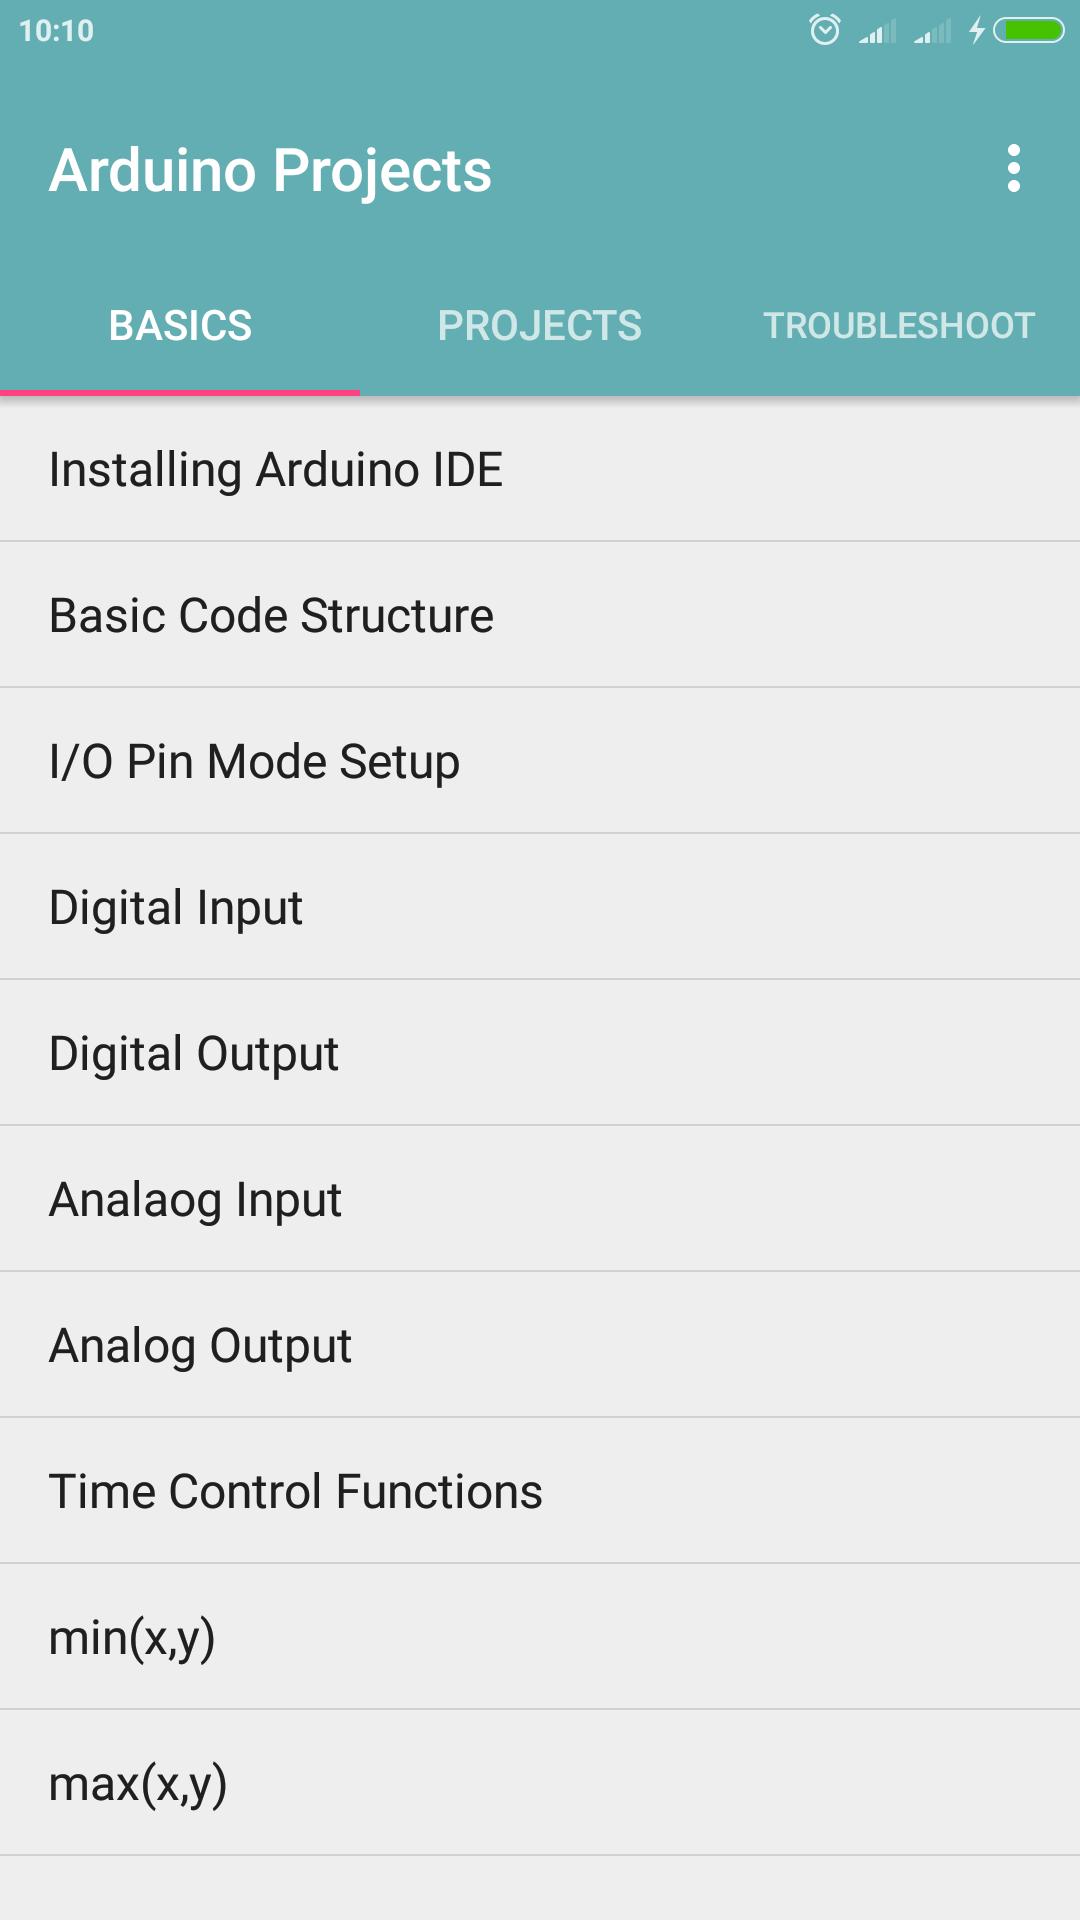 10:10
Arduino Projects
BASICS PROJECTS TROUBLESHOOT
Installing Arduino IDE
Basic Code Structure
I/O Pin Mode Setup
Digital Input
Digital Output
Analaog Input
Analog Output
Time Control Functions
min(x,y)
max(x,y)